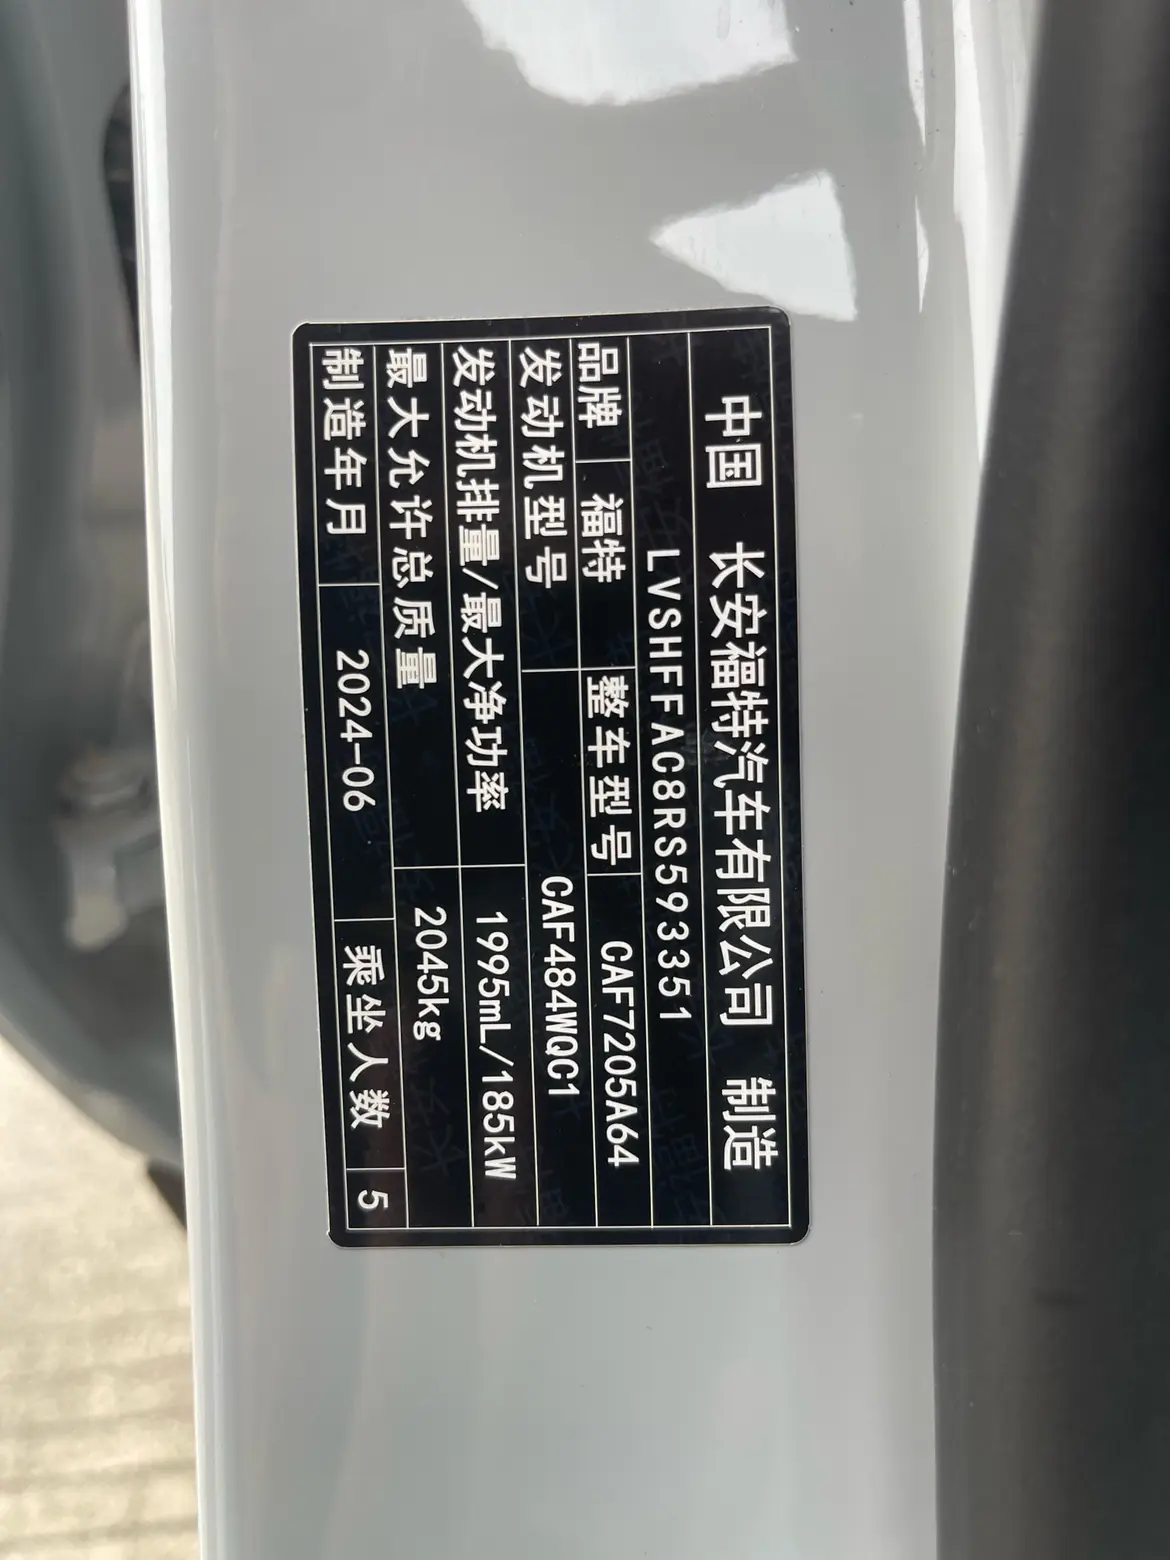 中国 长安福特汽车有限公司 制造
LVSHFFAC8RS593351
品牌 福特 整车型号 CAF7205A64
发动机型号 CAF484WQC1
发动机排量/最大净功率 1995mL/185kW
最大允许总质量 2045kg
制造年月 2024-06 乘坐人数 5